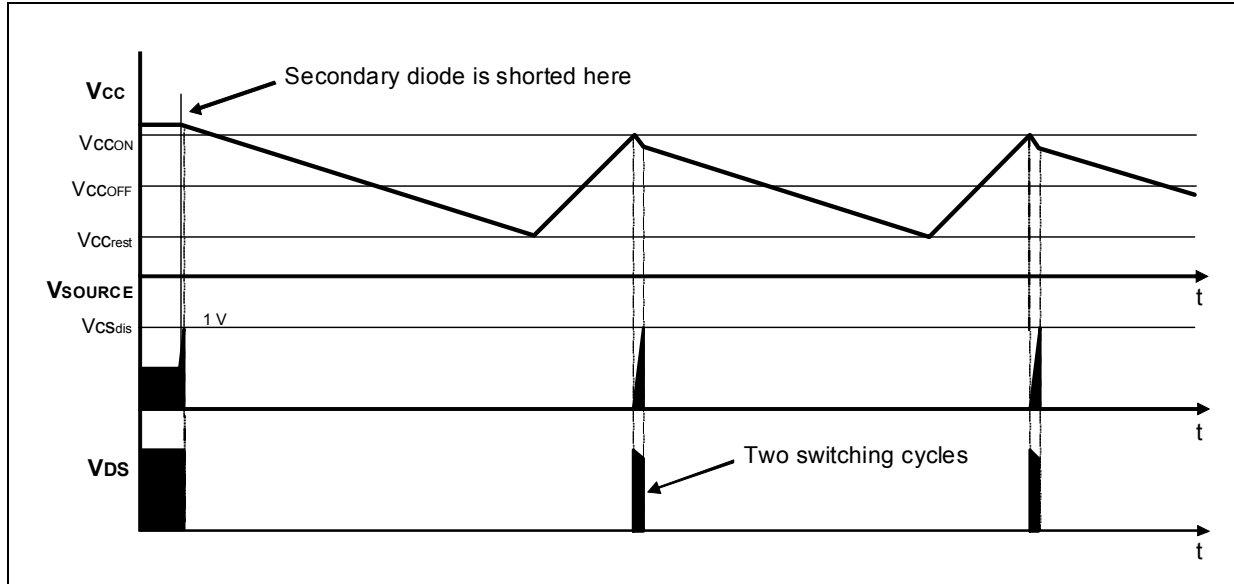 Secondary diode is shorted here
VCC
VCCON
VCCOFF
VCCrest
VSOURCE
t
VCSdis
1 V
t
VDS
Two switching cycles
t